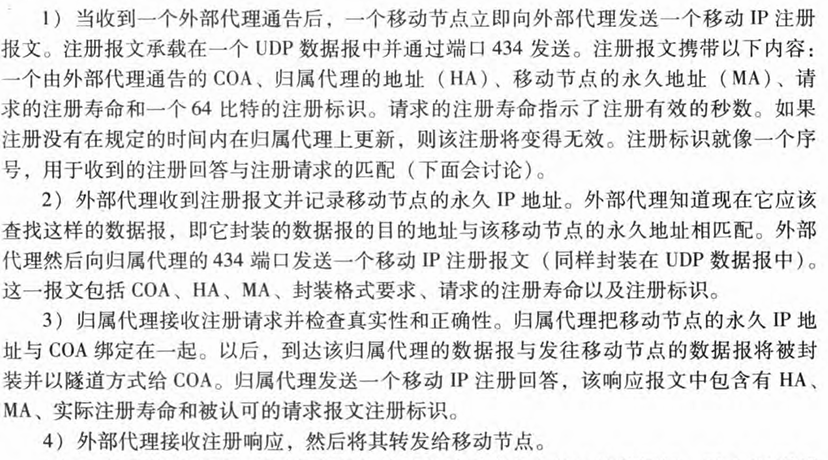 1）当收到一个外部代理通告后，一个移动节点立即向外部代理发送一个移动 IP 注册
报文。注册报文承载在一个 UDP 数据报中并通过端口 434 发送。注册报文携带以下内容：
一个由外部代理通告的 COA、归属代理的地址（HA）、移动节点的永久地址（MA）、请
求的注册寿命和一个 64 比特的注册标识。请求的注册寿命指示了注册有效的秒数。如果
注册没有在规定的时间内在归属代理上更新，则该注册将变得无效。注册标识就像一个序
号，用于收到的注册回答与注册请求的匹配（下面会讨论）。
2）外部代理收到注册报文并记录移动节点的永久 IP 地址。外部代理知道现在它应该
查找这样的数据报，即它封装的数据报的目的地址与该移动节点的永久地址相匹配。外部
代理然后向归属代理的 434 端口发送一个移动 IP 注册报文（同样封装在 UDP 数据报中）。
这一报文包括 COA、HA、MA、封装格式要求、请求的注册寿命以及注册标识。
3）归属代理接收注册请求并检查真实性和正确性。归属代理把移动节点的永久 IP 地
址与 COA 绑定在一起。以后，到达该归属代理的数据报与发往移动节点的数据报将被封
装并以隧道方式给 COA。归属代理发送一个移动 IP 注册回答，该响应报文中包含有 HA、
MA、实际注册寿命和被认可的请求报文注册标识。
4）外部代理接收注册响应，然后将其转发给移动节点。